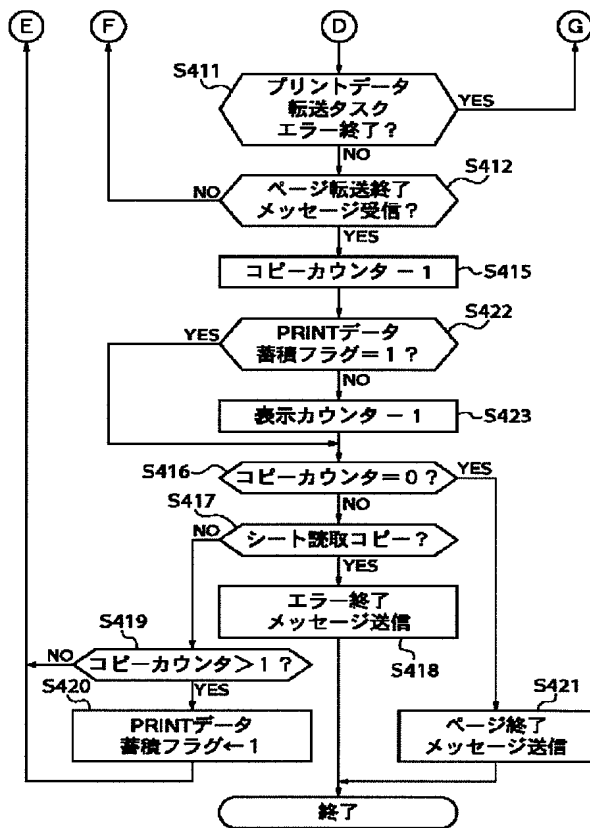 E
F
D
G
S411
プリントデータ
転送タスク
エラー終了？
YES
NO
S412
NO
ページ転送終了
メッセージ受信？
YES
コピーカウンター－１
S415
S422
YES
PRINTデータ
蓄積フラグ＝１？
NO
表示カウンター－１
S423
S416
コピーカウンタ＝０？
YES
NO
S417
NO
シート読取コピー？
YES
エラー終了
メッセージ送信
S418
S419
NO
コピーカウンタ＞１？
YES
S420
PRINTデータ
蓄積フラグ←１
S421
ページ終了
メッセージ送信
終了